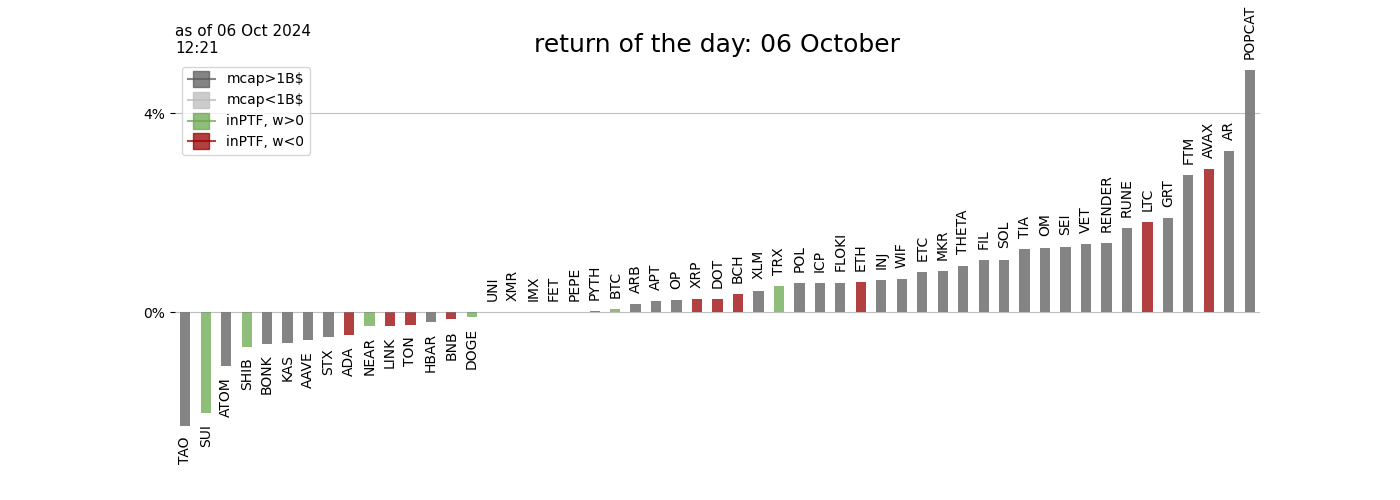 as of 06 Oct 2024
12:21
return of the day: 06 October
mcap>1B$
mcap<1B$
inPTF, w>0
inPTF, w<0
4%
0%
TAO
SUI
ATOM
SHIB
BONK
KAS
AAVE
STX
ADA
NEAR
LINK
TON
HBAR
BNB
DOGE
UNI
XMR
IMX
FET
PEPE
PYTH
BTC
ARB
APT
OP
XRP
DOT
BCH
XLM
TRX
POL
ICP
FLOKI
ETH
INJ
WIF
ETC
MKR
THETA
FIL
SOL
TIA
OM
SEI
VET
RENDER
RUNE
LTC
GRT
FTM
AVAX
AR
POPCAT